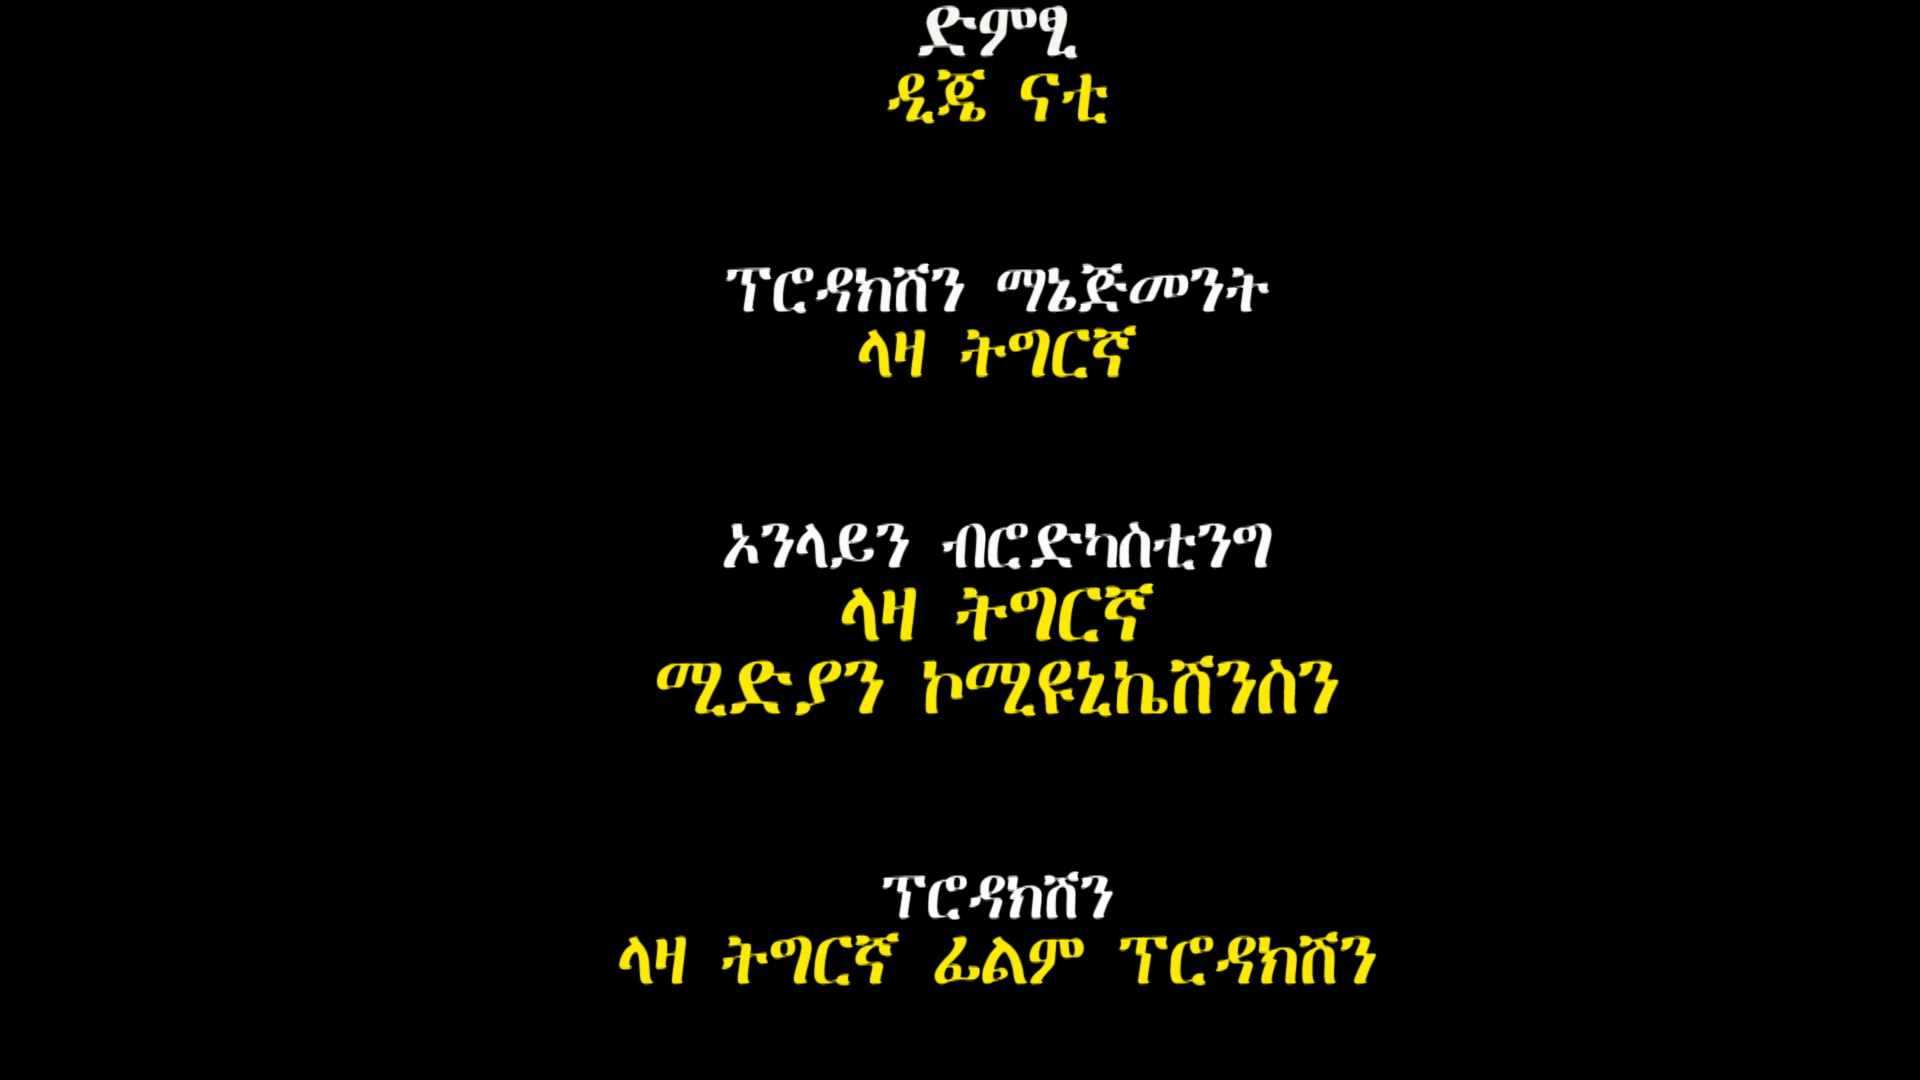 ድምፂ
ዲጄ ናቲ
ፕሮዳክሽን ማኔጅመንት
ላዛ ትግርኛ
ኦንላይን ብሮድካስቲንግ
ላዛ ትግርኛ
ሚድያን ኮሚዩኒኬሽንስን
ፕሮዳክሽን
ላዛ ትግርኛ ፊልም ፕሮዳክሽን